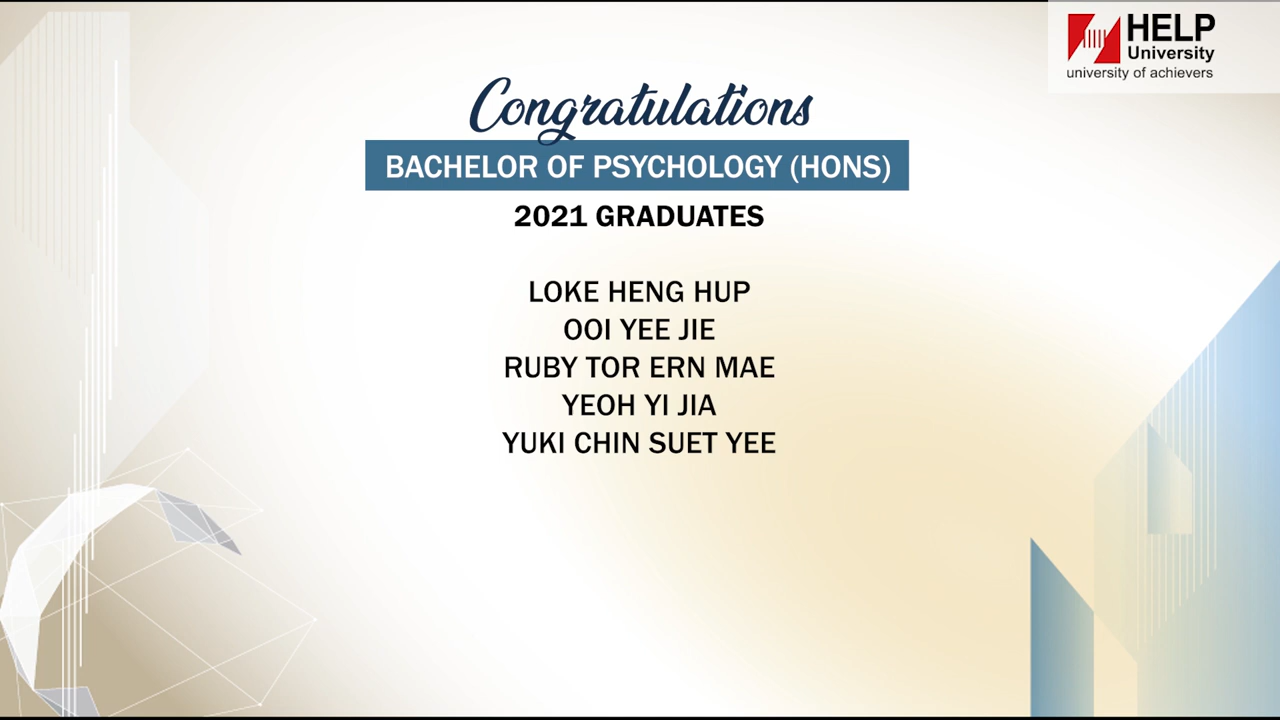 HELP
University
university of achievers
Congratulations
BACHELOR OF PSYCHOLOGY (HONS)
2021 GRADUATES
LOKE HENG HUP
OOI YEE JIE
RUBY TOR ERN MAE
YEOH YI JIA
YUKI CHIN SUET YEE